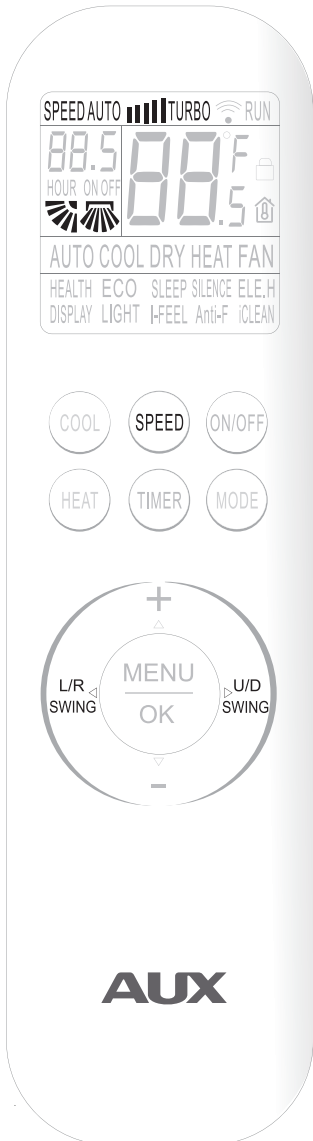 SPEED AUTO TURBO RUN
88.5 88.5 °F
HOUR ON OFF
AUTO COOL DRY HEAT FAN
HEALTH ECO SLEEP SILENCE ELE.H
DISPLAY LIGHT I-FEEL Anti-F iCLEAN
COOL SPEED ON/OFF
HEAT TIMER MODE
+
L/R SWING
MENU
OK
U/D SWING
-
AUX